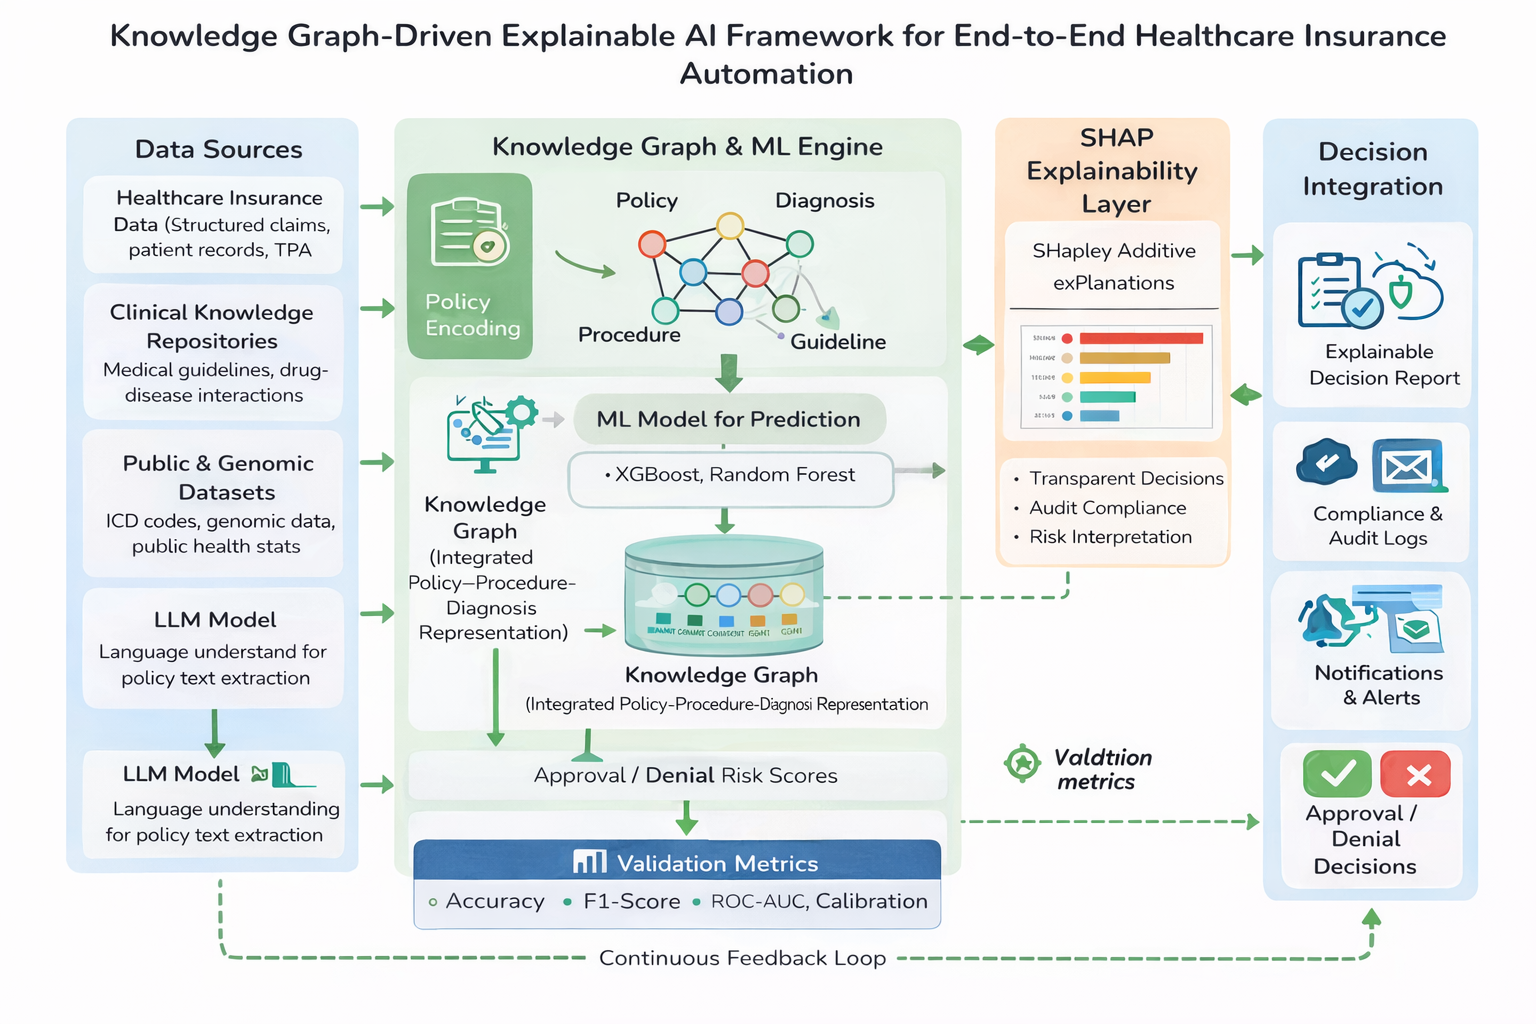 Knowledge Graph-Driven Explainable AI Framework for End-to-End Healthcare Insurance
Automation
Data Sources
Healthcare Insurance
Data (Structured claims,
patient records, TPA
Clinical Knowledge
Repositories
Medical guidelines, drug-
disease interactions
Public & Genomic
Datasets
ICD codes, genomic data,
public health stats
LLM Model
Language understand for
policy text extraction
LLM Model
Language understanding
for policy text extraction
Knowledge Graph & ML Engine
Policy
Encoding
Policy
Diagnosis
Procedure
Guideline
ML Model for Prediction
• XGBoost, Random Forest
Knowledge
Graph
(Integrated
Policy–Procedure-
Diagnosis
Representation)
Knowledge Graph
(Integrated Policy-Procedure-Diagnosi Representation
Approval / Denial Risk Scores
Validation Metrics
Accuracy • F1-Score • ROC-AUC, Calibration
SHAP
Explainability
Layer
SHapley Additive
exPlanations
• Transparent Decisions
• Audit Compliance
• Risk Interpretation
Valdtıion
metrics
Decision
Integration
Explainable
Decision Report
Compliance &
Audit Logs
Notifications
& Alerts
Approval /
Denial
Decisions
Continuous Feedback Loop